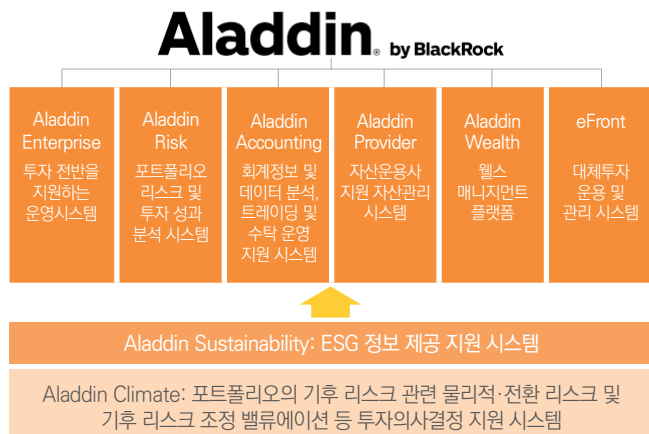 Aladdin® by BlackRock
Aladdin
Enterprise
투자 전반을
지원하는
운영시스템
Aladdin
Risk
포트폴리오
리스크 및
투자 성과
분석 시스템
Aladdin
Accounting
회계정보 및
데이터 분석,
트레이딩 및
수탁 운영
지원 시스템
Aladdin
Provider
자산운용사
지원 자산관리
시스템
Aladdin
Wealth
웰스
매니지먼트
플랫폼
eFront
대체투자
운용 및
관리 시스템
Aladdin Sustainability: ESG 정보 제공 지원 시스템
Aladdin Climate: 포트폴리오의 기후 리스크 관련 물리적·전환 리스크 및
기후 리스크 조정 밸류에이션 등 투자의사결정 지원 시스템